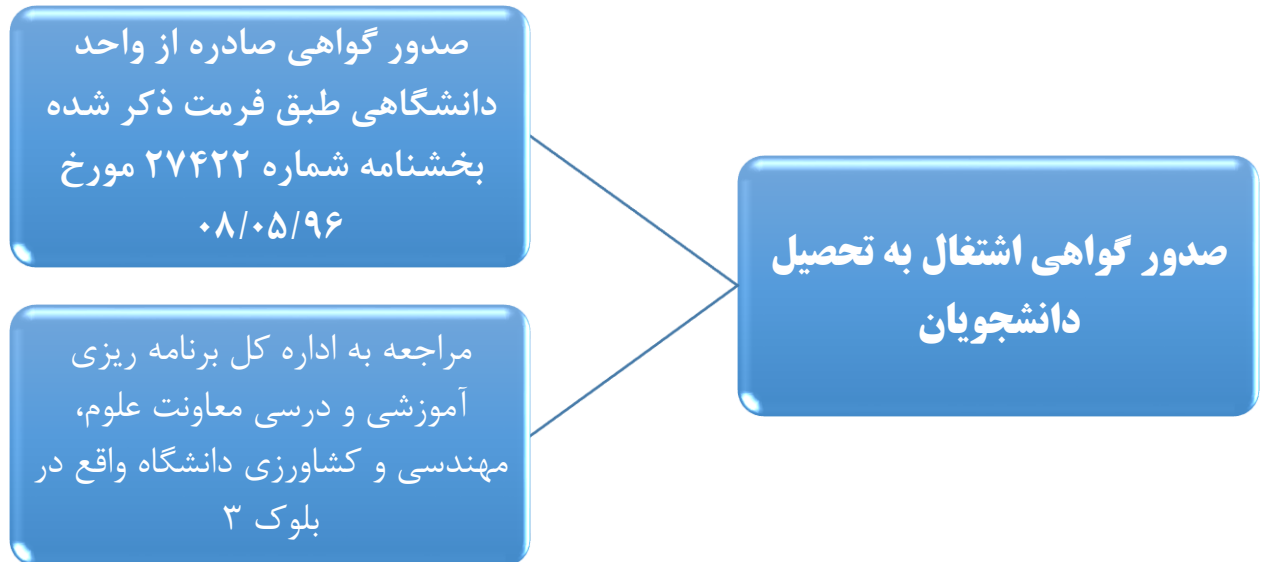 صدور گواهی اشتغال به تحصیل
دانشجویان
صدور گواهی صادره از واحد
دانشگاهی طبق فرمت ذکر شده
بخشنامه شماره ۲۷۴۲۲ مورخ
۰۸/۰۵/۹۶
مراجعه به اداره کل برنامه ریزی
آموزشی و درسی معاونت علوم،
مهندسی و کشاورزی دانشگاه واقع در
بلوک ۳